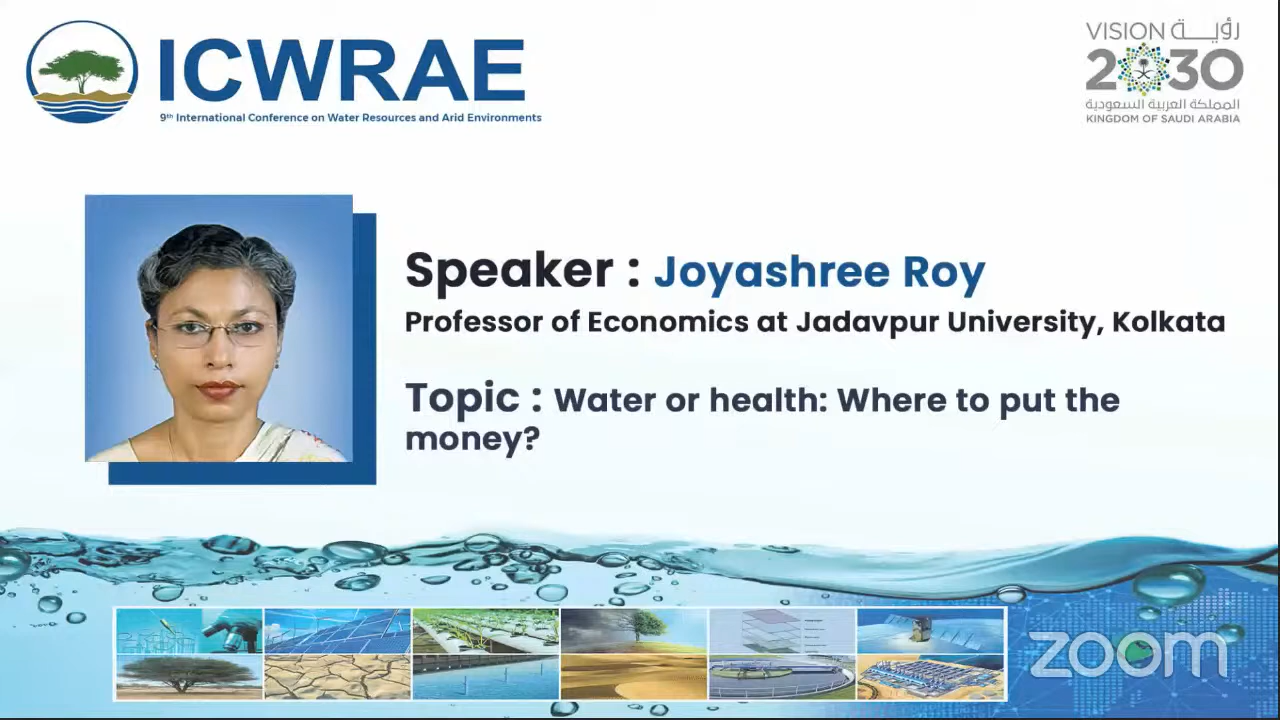 ICWRAE
9th International Conference on Water Resources and Arid Environments
VISION رؤية
2030
المملكة العربية السعودية
KINGDOM OF SAUDI ARABIA
Speaker : Joyashree Roy
Professor of Economics at Jadavpur University, Kolkata
Topic : Water or health: Where to put the
money?
zoom